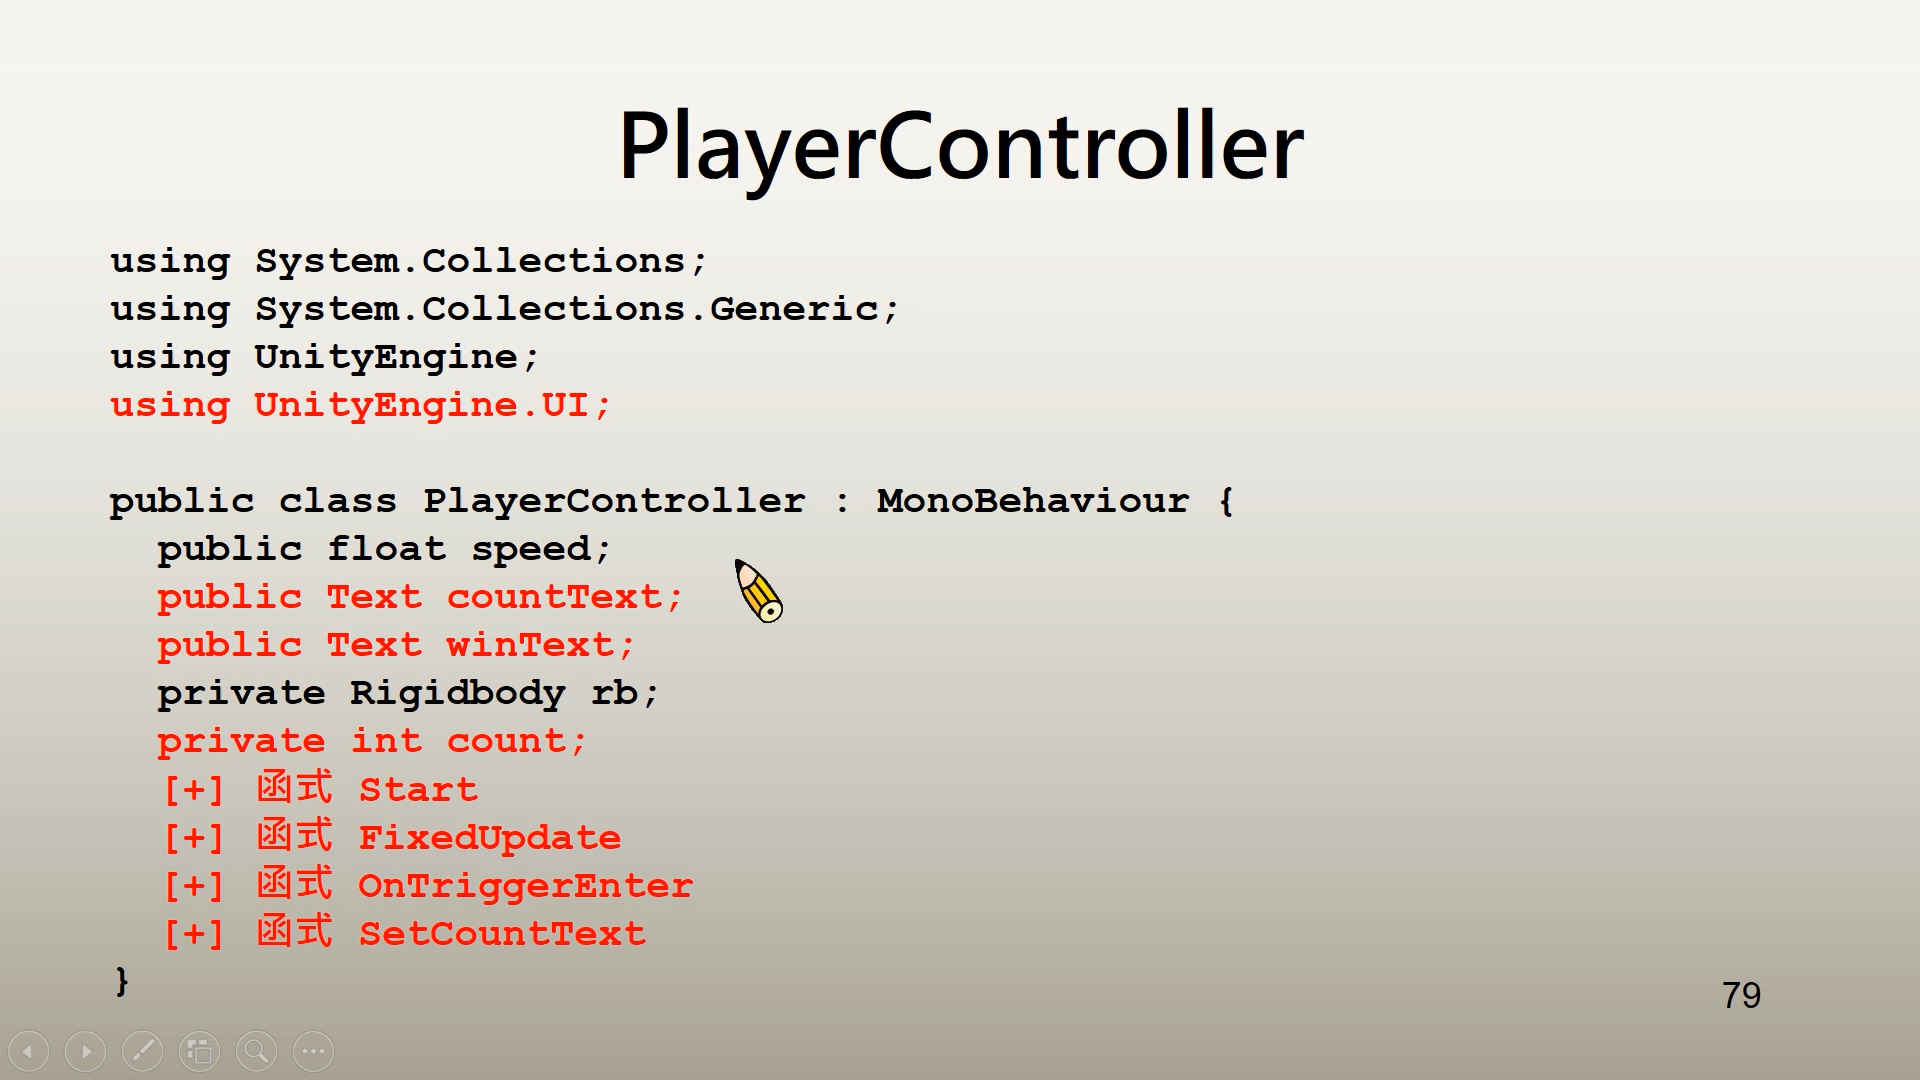 PlayerController
using System.Collections;
using System.Collections.Generic;
using UnityEngine;
using UnityEngine.UI;
public class PlayerController : MonoBehaviour {
public float speed;
public Text countText;
public Text winText;
private Rigidbody rb;
private int count;
[+] 函式 Start
[+] 函式 FixedUpdate
[+] 函式 OnTriggerEnter
[+] 函式 SetCountText
}
79